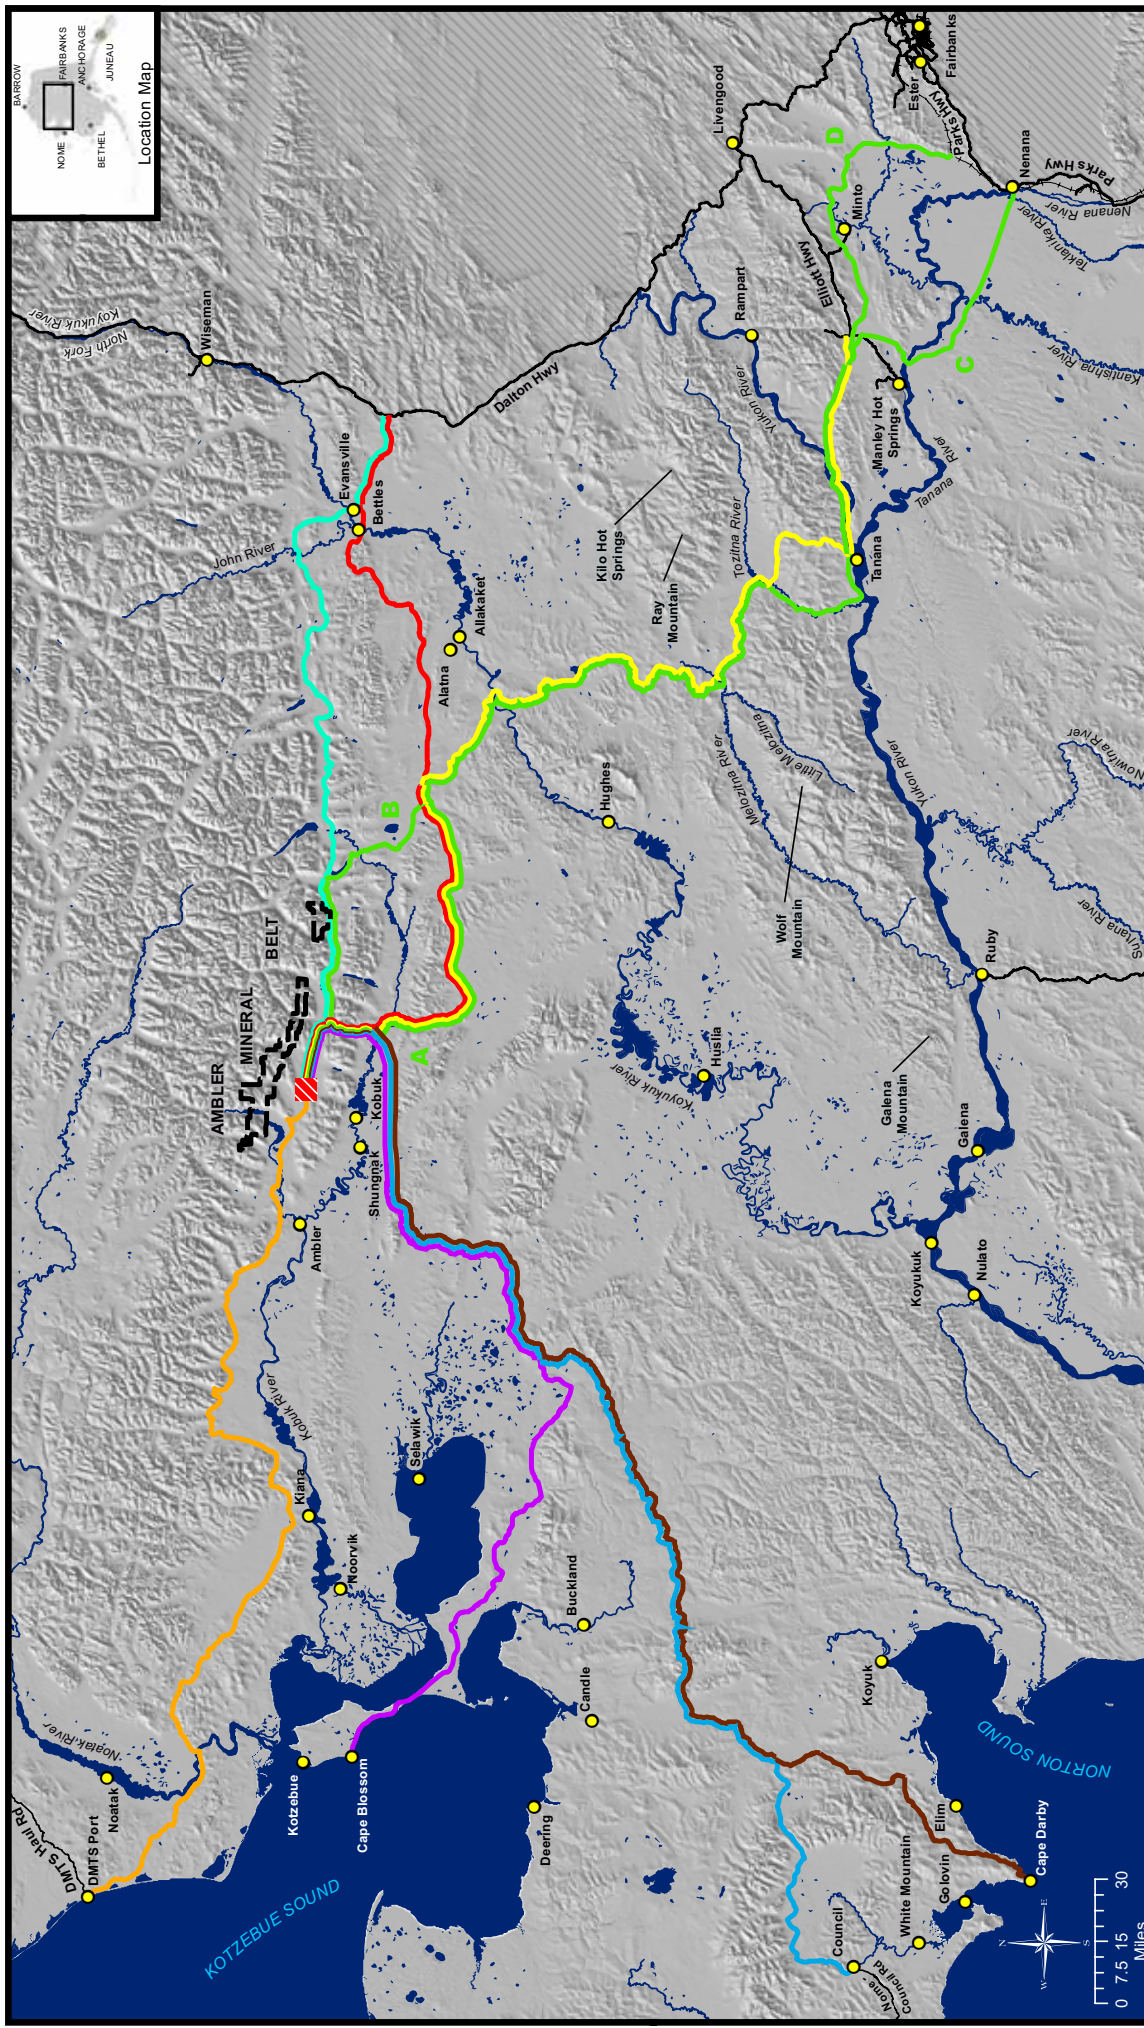 BARROW
NOME
FAIRBANKS
ANCHORAGE
BETHEL
JUNEAU
Location Map
DMTS Haul Rd
DMTS Port
Noatak
Noatak River
KOTZEBUE SOUND
Kotzebue
Cape Blossom
Noorvik
Kiana
Kobuk River
Selawik
Ambler
Shungnak
Kobuk
AMBLER
MINERAL
BELT
A
B
John River
Evansville
Bettles
Wiseman
North Fork
Koyukuk River
Dalton Hwy
Alatna
Allakaket
Hughes
Huslia
Koyukuk River
Deering
Candle
Buckland
Kilo Hot
Springs
Ray
Mountain
Tozitna River
Rampart
Yukon River
Livengood
Elliott Hwy
Minto
D
Ester
Fairbanks
Parks Hwy
Nenana
Parks Hwy
Nenana River
Teklanika River
Kantishna River
C
Manley Hot
Springs
Tanana
River
Tanana
Melozitna River
Little Melozitna
Wolf
Mountain
Yukon River
Nowitna River
Sulatna River
Ruby
Galena
Mountain
Galena
Koyukuk
Nulato
Koyuk
NORTON SOUND
Elim
Golovin
White Mountain
Cape Darby
Council
Nome -
Council Rd
N
W
E
S
0 7.5 15 30
Miles